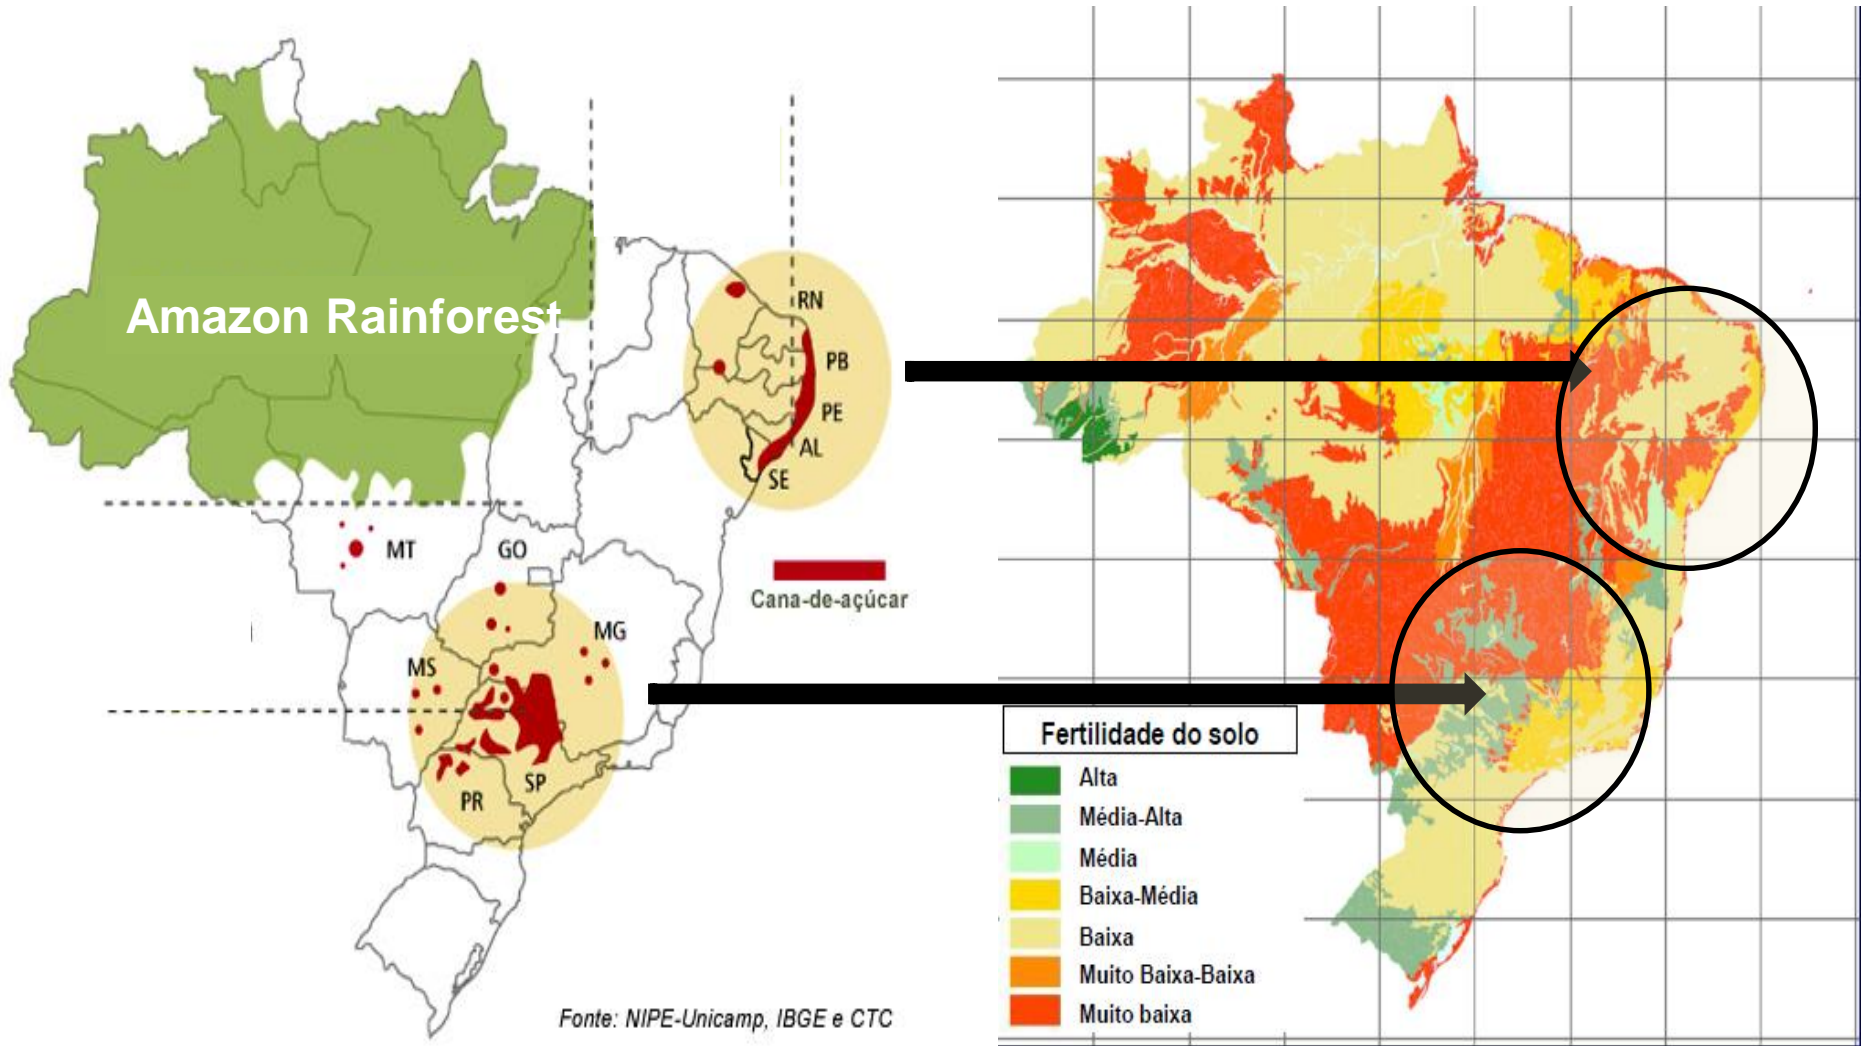 Amazon Rainforest
RN
PB
PE
AL
SE
MT
GO
Cana-de-açúcar
MG
MS
SP
PR
Fonte: NIPE-Unicamp, IBGE e CTC
Fertilidade do solo
Alta
Média-Alta
Média
Baixa-Média
Baixa
Muito Baixa-Baixa
Muito baixa